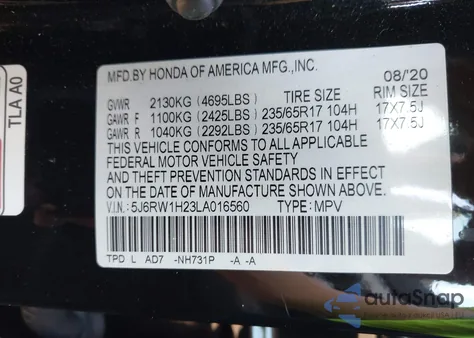 TLA A0
MFD.BY HONDA OF AMERICA MFG.,INC. 08/20
GVWR 2130KG (4695LBS) TIRE SIZE RIM SIZE
GAWR F 1100KG (2425LBS) 235/65R17 104H 17X7.5J
GAWR R 1040KG (2292LBS) 235/65R17 104H 17X7.5J
THIS VEHICLE CONFORMS TO ALL APPLICABLE
FEDERAL MOTOR VEHICLE SAFETY
AND THEFT PREVENTION STANDARDS IN EFFECT
ON THE DATE OF MANUFACTURE SHOWN ABOVE.
V.I.N.: 5J6RW1H23LA016560 TYPE: MPV
TPD L AD7 -NH731P -A -A
autoSnap